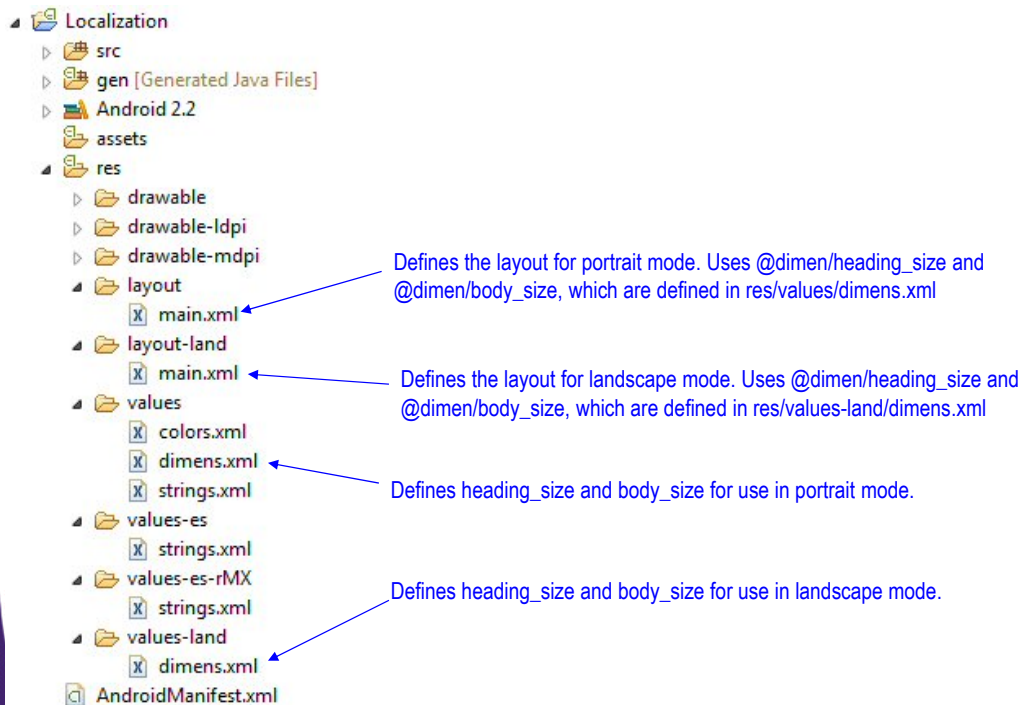 Localization
src
gen [Generated Java Files]
Android 2.2
assets
res
drawable
drawable-ldpi
drawable-mdpi
layout
main.xml
Defines the layout for portrait mode. Uses @dimen/heading_size and
@dimen/body_size, which are defined in res/values/dimens.xml
layout-land
main.xml
Defines the layout for landscape mode. Uses @dimen/heading_size and
@dimen/body_size, which are defined in res/values-land/dimens.xml
values
colors.xml
dimens.xml
strings.xml
Defines heading_size and body_size for use in portrait mode.
values-es
strings.xml
values-es-rMX
strings.xml
Defines heading_size and body_size for use in landscape mode.
values-land
dimens.xml
AndroidManifest.xml